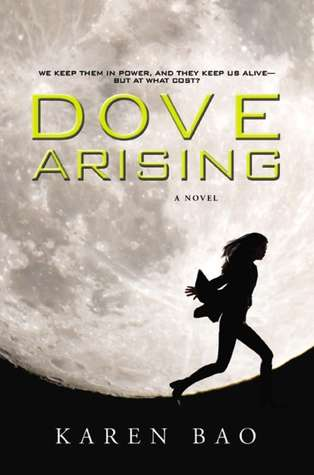 WE KEEP THEM IN POWER, AND THEY KEEP US ALIVE—
BUT AT WHAT COST?
DOVE
ARISING
A NOVEL
KAREN BAO